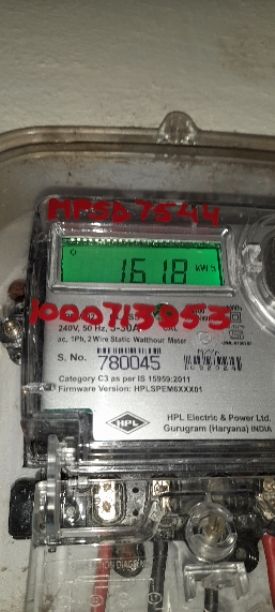 MPSD7544
1618 kWh
1000713053
240V, 50 Hz, 5-30A
ac, 1Ph, 2 Wire Static Watthour Meter
S. No. 780045
Category C3 as per IS 15959:2011
Firmware Version: HPLSPEM6XXX01
HPL
HPL Electric & Power Ltd.
Gurugram (Haryana) INDIA